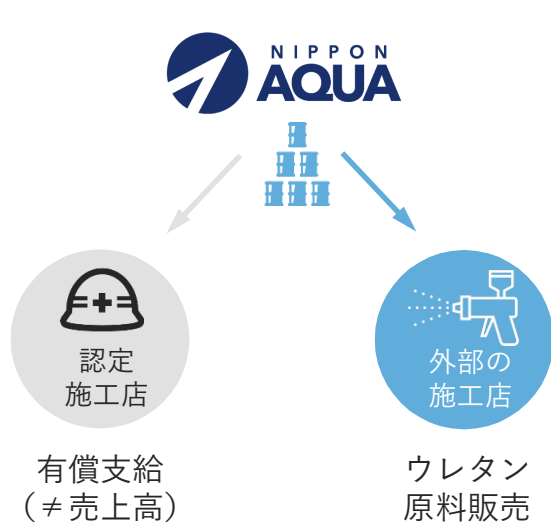 NIPPON
AQUA
認定
施工店
外部の
施工店
有償支給
（≠売上高）
ウレタン
原料販売